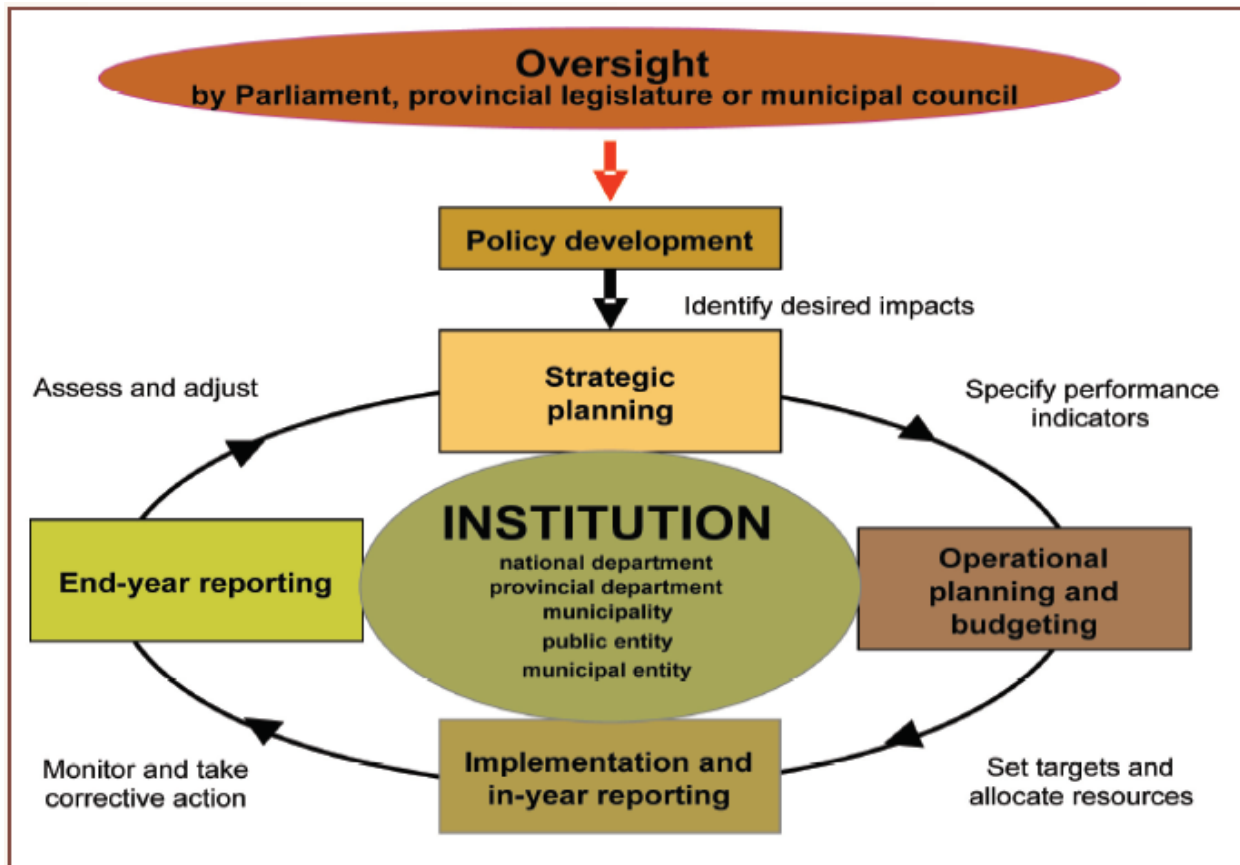 Oversight
by Parliament, provincial legislature or municipal council
Policy development
Identify desired impacts
Strategic
planning
Assess and adjust
Specify performance
indicators
INSTITUTION
national department
provincial department
municipality
public entity
municipal entity
End-year reporting
Operational
planning and
budgeting
Implementation and
in-year reporting
Monitor and take
corrective action
Set targets and
allocate resources